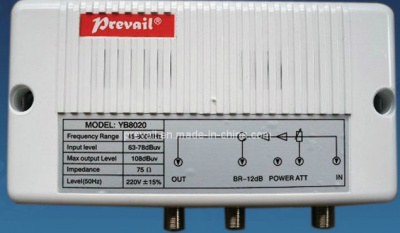 Prevail®
MODEL: YB8020
Frequency Range
Input level 63-78dBuv
Max output Level 108dBuv
Impedance 75 Ω
Level(50Hz) 220V ±15%
OUT BR-12dB POWER ATT IN